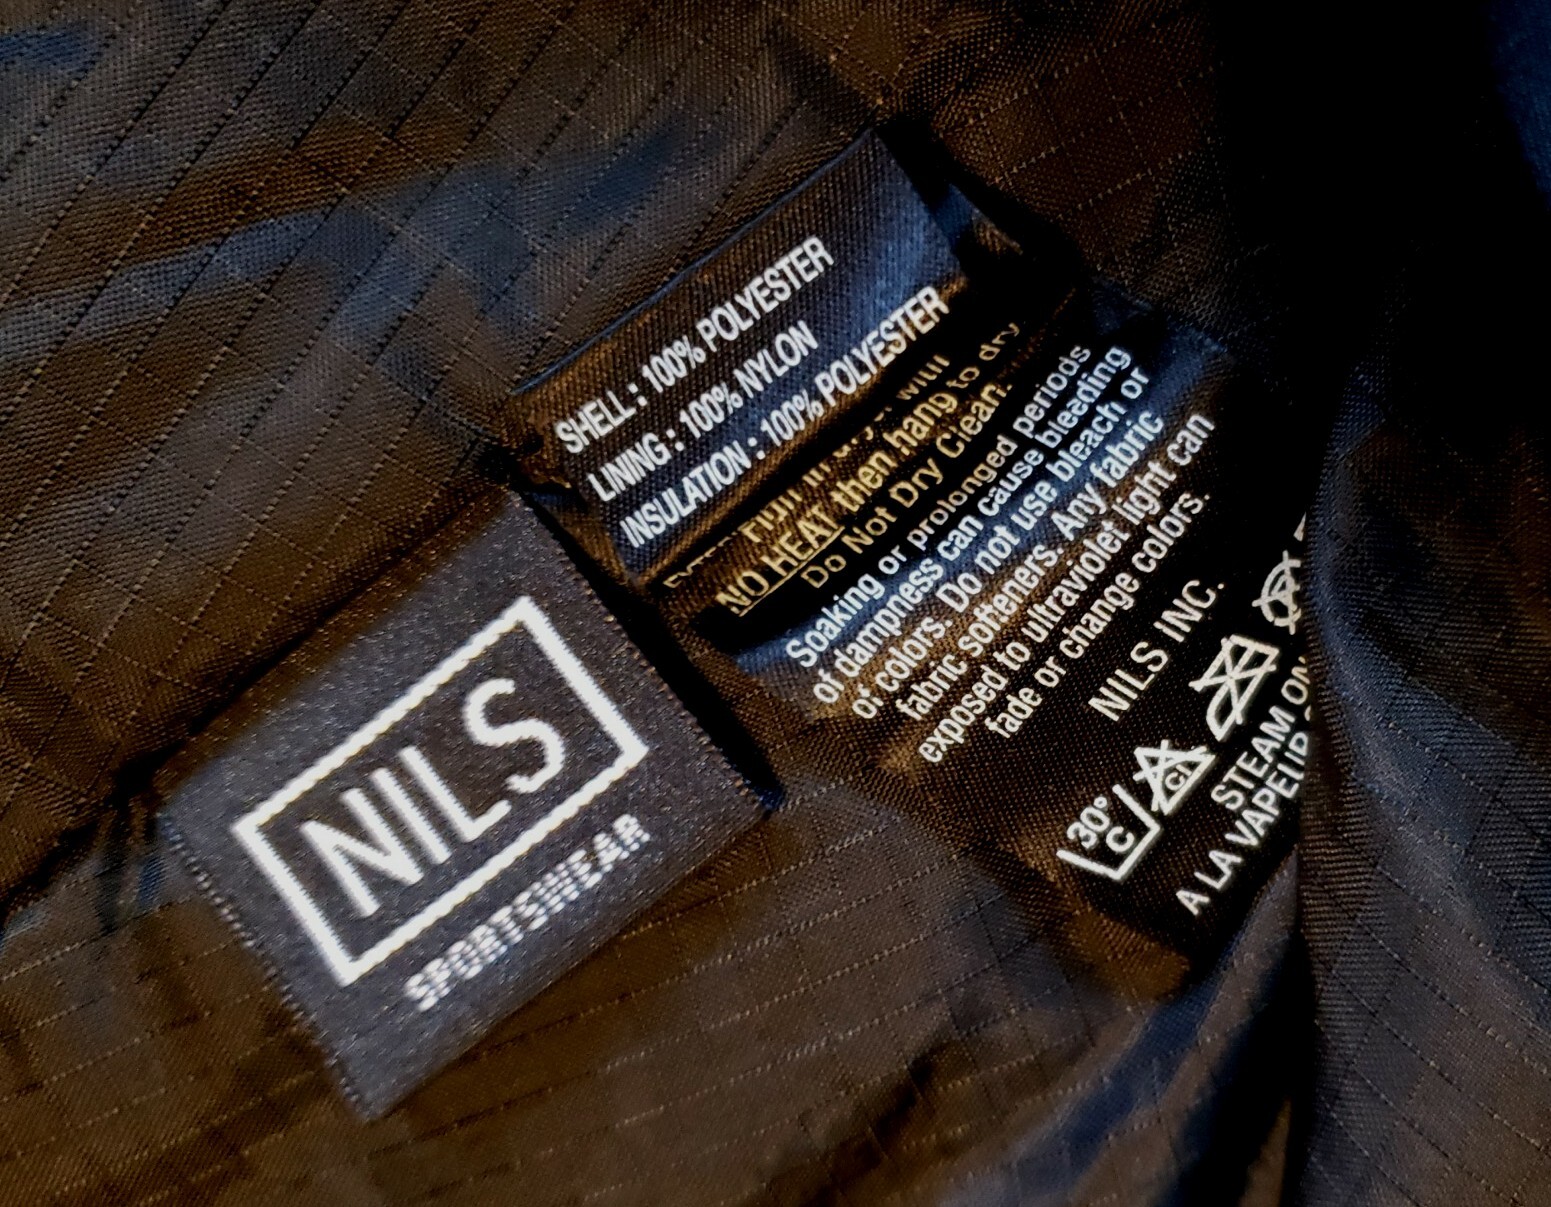 SHELL : 100% POLYESTER
LINING : 100% NYLON
INSULATION : 100% POLYESTER
will
NO HEAT then hang to dry
Do Not Dry Clean.
Soaking or prolonged periods
of dampness can cause bleeding
of colors. Do not use bleach or
fabric softeners. Any fabric
exposed to ultraviolet light can
fade or change colors.
NILS INC.
30°
C
Cl
STEAM
A LA
NILS
SPORTSWEAR